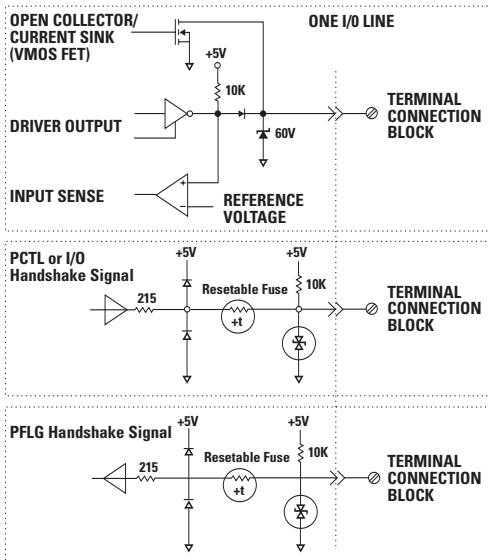 OPEN COLLECTOR/
CURRENT SINK
(VMOS FET)
ONE I/0 LINE
+5V
10K
DRIVER OUTPUT
60V
TERMINAL
CONNECTION
BLOCK
INPUT SENSE
+
–
REFERENCE
VOLTAGE
PCTL or I/O
Handshake Signal
+5V
+5V
215
Resetable Fuse
10K
+t
TERMINAL
CONNECTION
BLOCK
PFLG Handshake Signal
+5V
+5V
215
Resetable Fuse
10K
+t
TERMINAL
CONNECTION
BLOCK